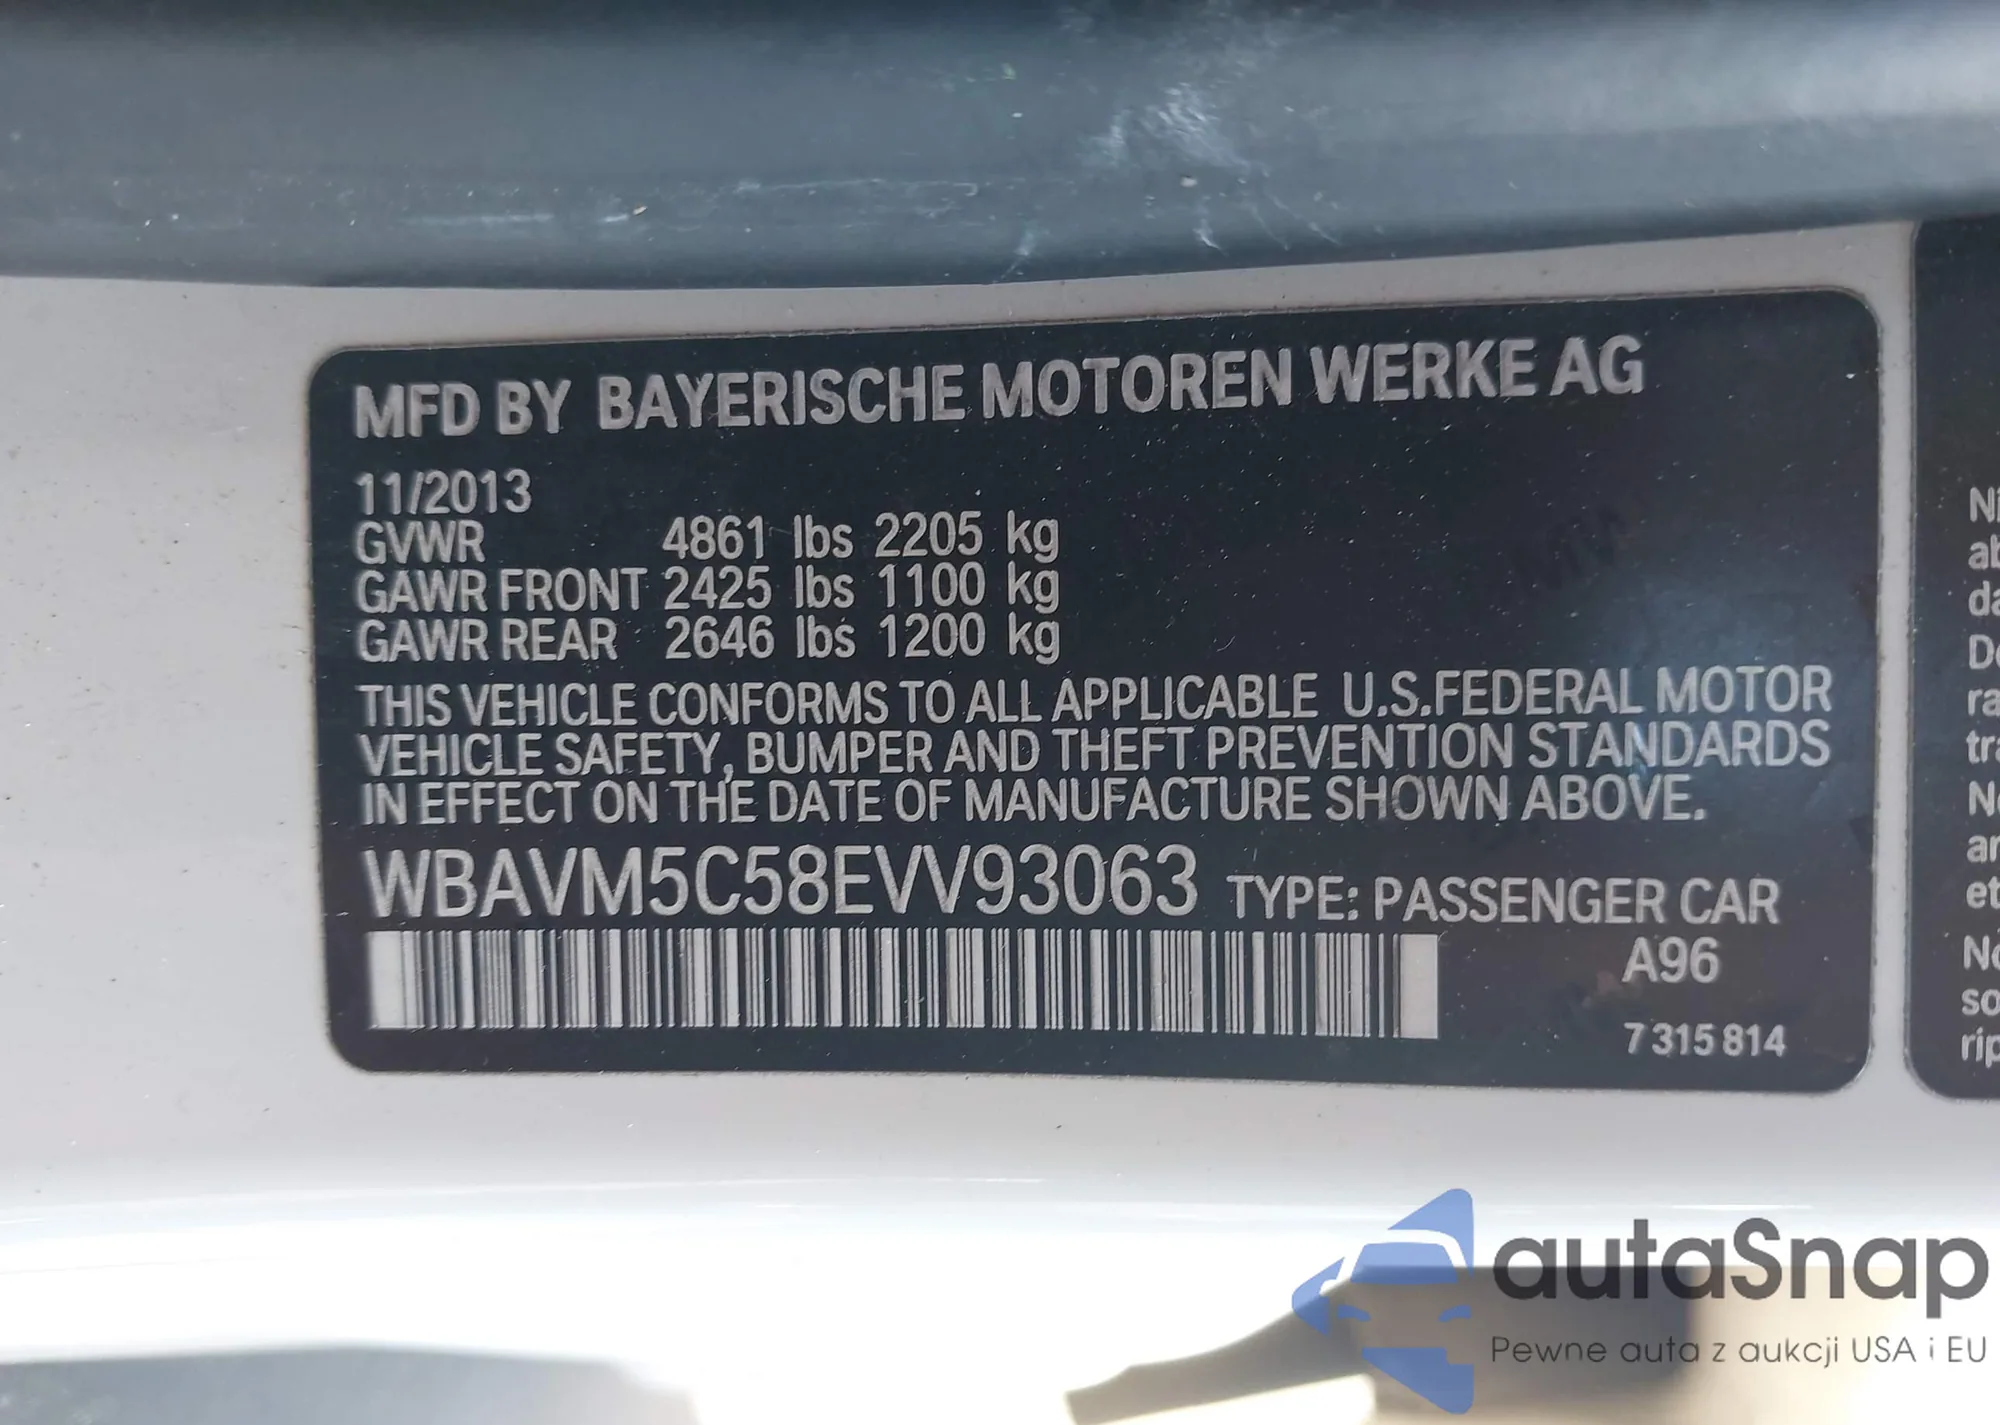 MFD BY BAYERISCHE MOTOREN WERKE AG
11/2013
GVWR 4861 lbs 2205 kg
GAWR FRONT 2425 lbs 1100 kg
GAWR REAR 2646 lbs 1200 kg
THIS VEHICLE CONFORMS TO ALL APPLICABLE U.S.FEDERAL MOTOR
VEHICLE SAFETY, BUMPER AND THEFT PREVENTION STANDARDS
IN EFFECT ON THE DATE OF MANUFACTURE SHOWN ABOVE.
WBAVM5C58EVV93063 TYPE: PASSENGER CAR
A96
7 315 814
autaSnap
Pewne auta z aukcji USA i EU